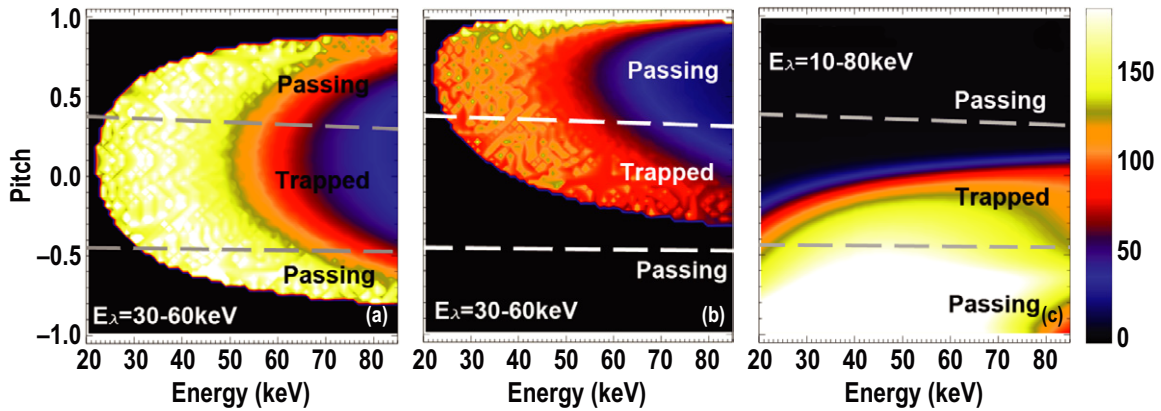 1.0
0.5
0.0
–0.5
–1.0
Pitch
Passing
Trapped
Passing
Eλ=30-60keV
(a)
20 30 40 50 60 70 80
Energy (keV)
Passing
Trapped
Passing
Eλ=30-60keV
(b)
20 30 40 50 60 70 80
Energy (keV)
Eλ=10-80keV
Passing
Trapped
Passing
(c)
20 30 40 50 60 70 80
Energy (keV)
150
100
50
0